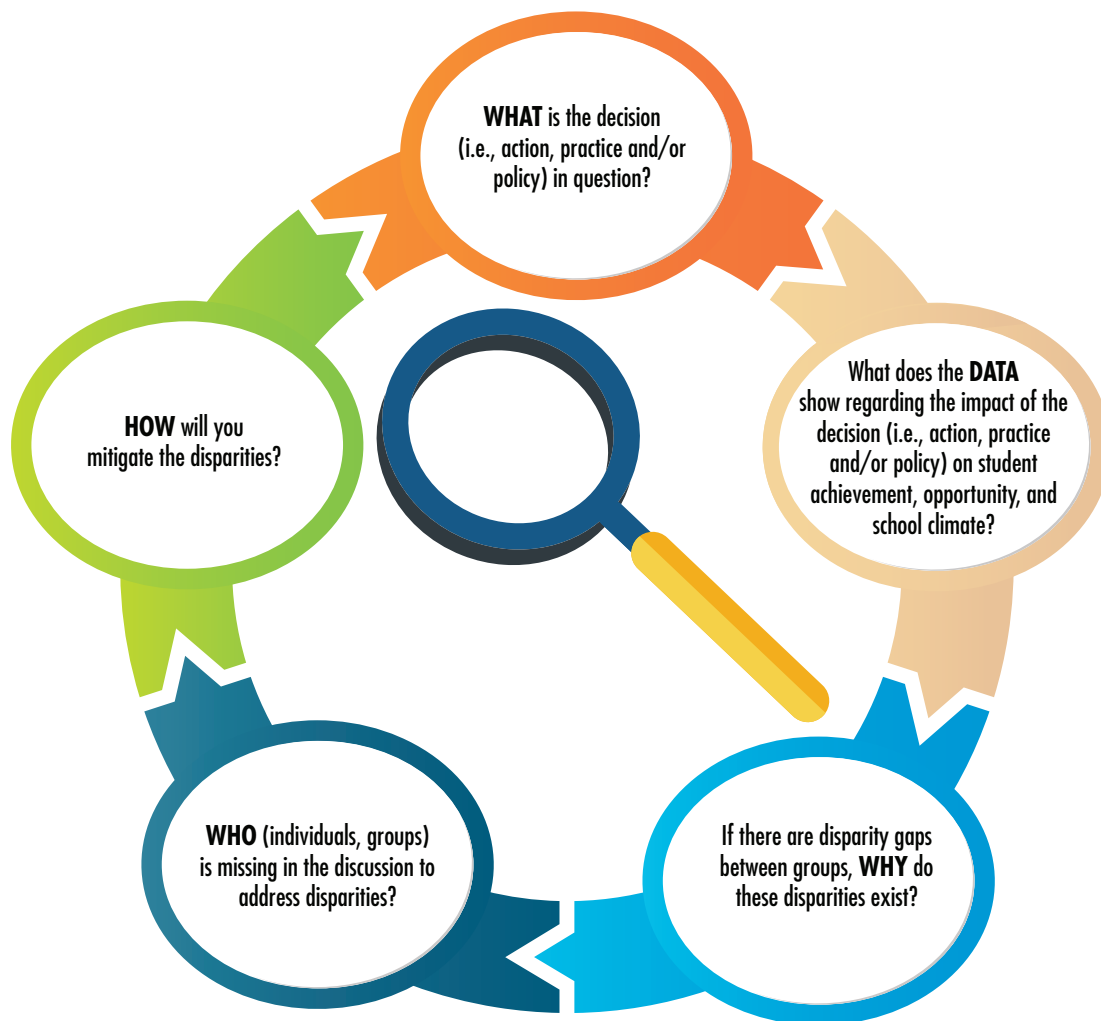 WHAT is the decision
(i.e., action, practice and/or
policy) in question?
What does the DATA
show regarding the impact of the
decision (i.e., action, practice
and/or policy) on student
achievement, opportunity, and
school climate?
If there are disparity gaps
between groups, WHY do
these disparities exist?
WHO (individuals, groups)
is missing in the discussion to
address disparities?
HOW will you
mitigate the disparities?